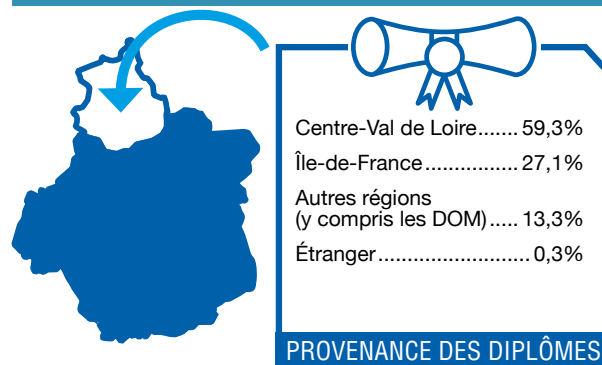 Centre-Val de Loire....... 59,3%
Île-de-France................ 27,1%
Autres régions
(y compris les DOM)..... 13,3%
Étranger.......................... 0,3%
PROVENANCE DES DIPLÔMES